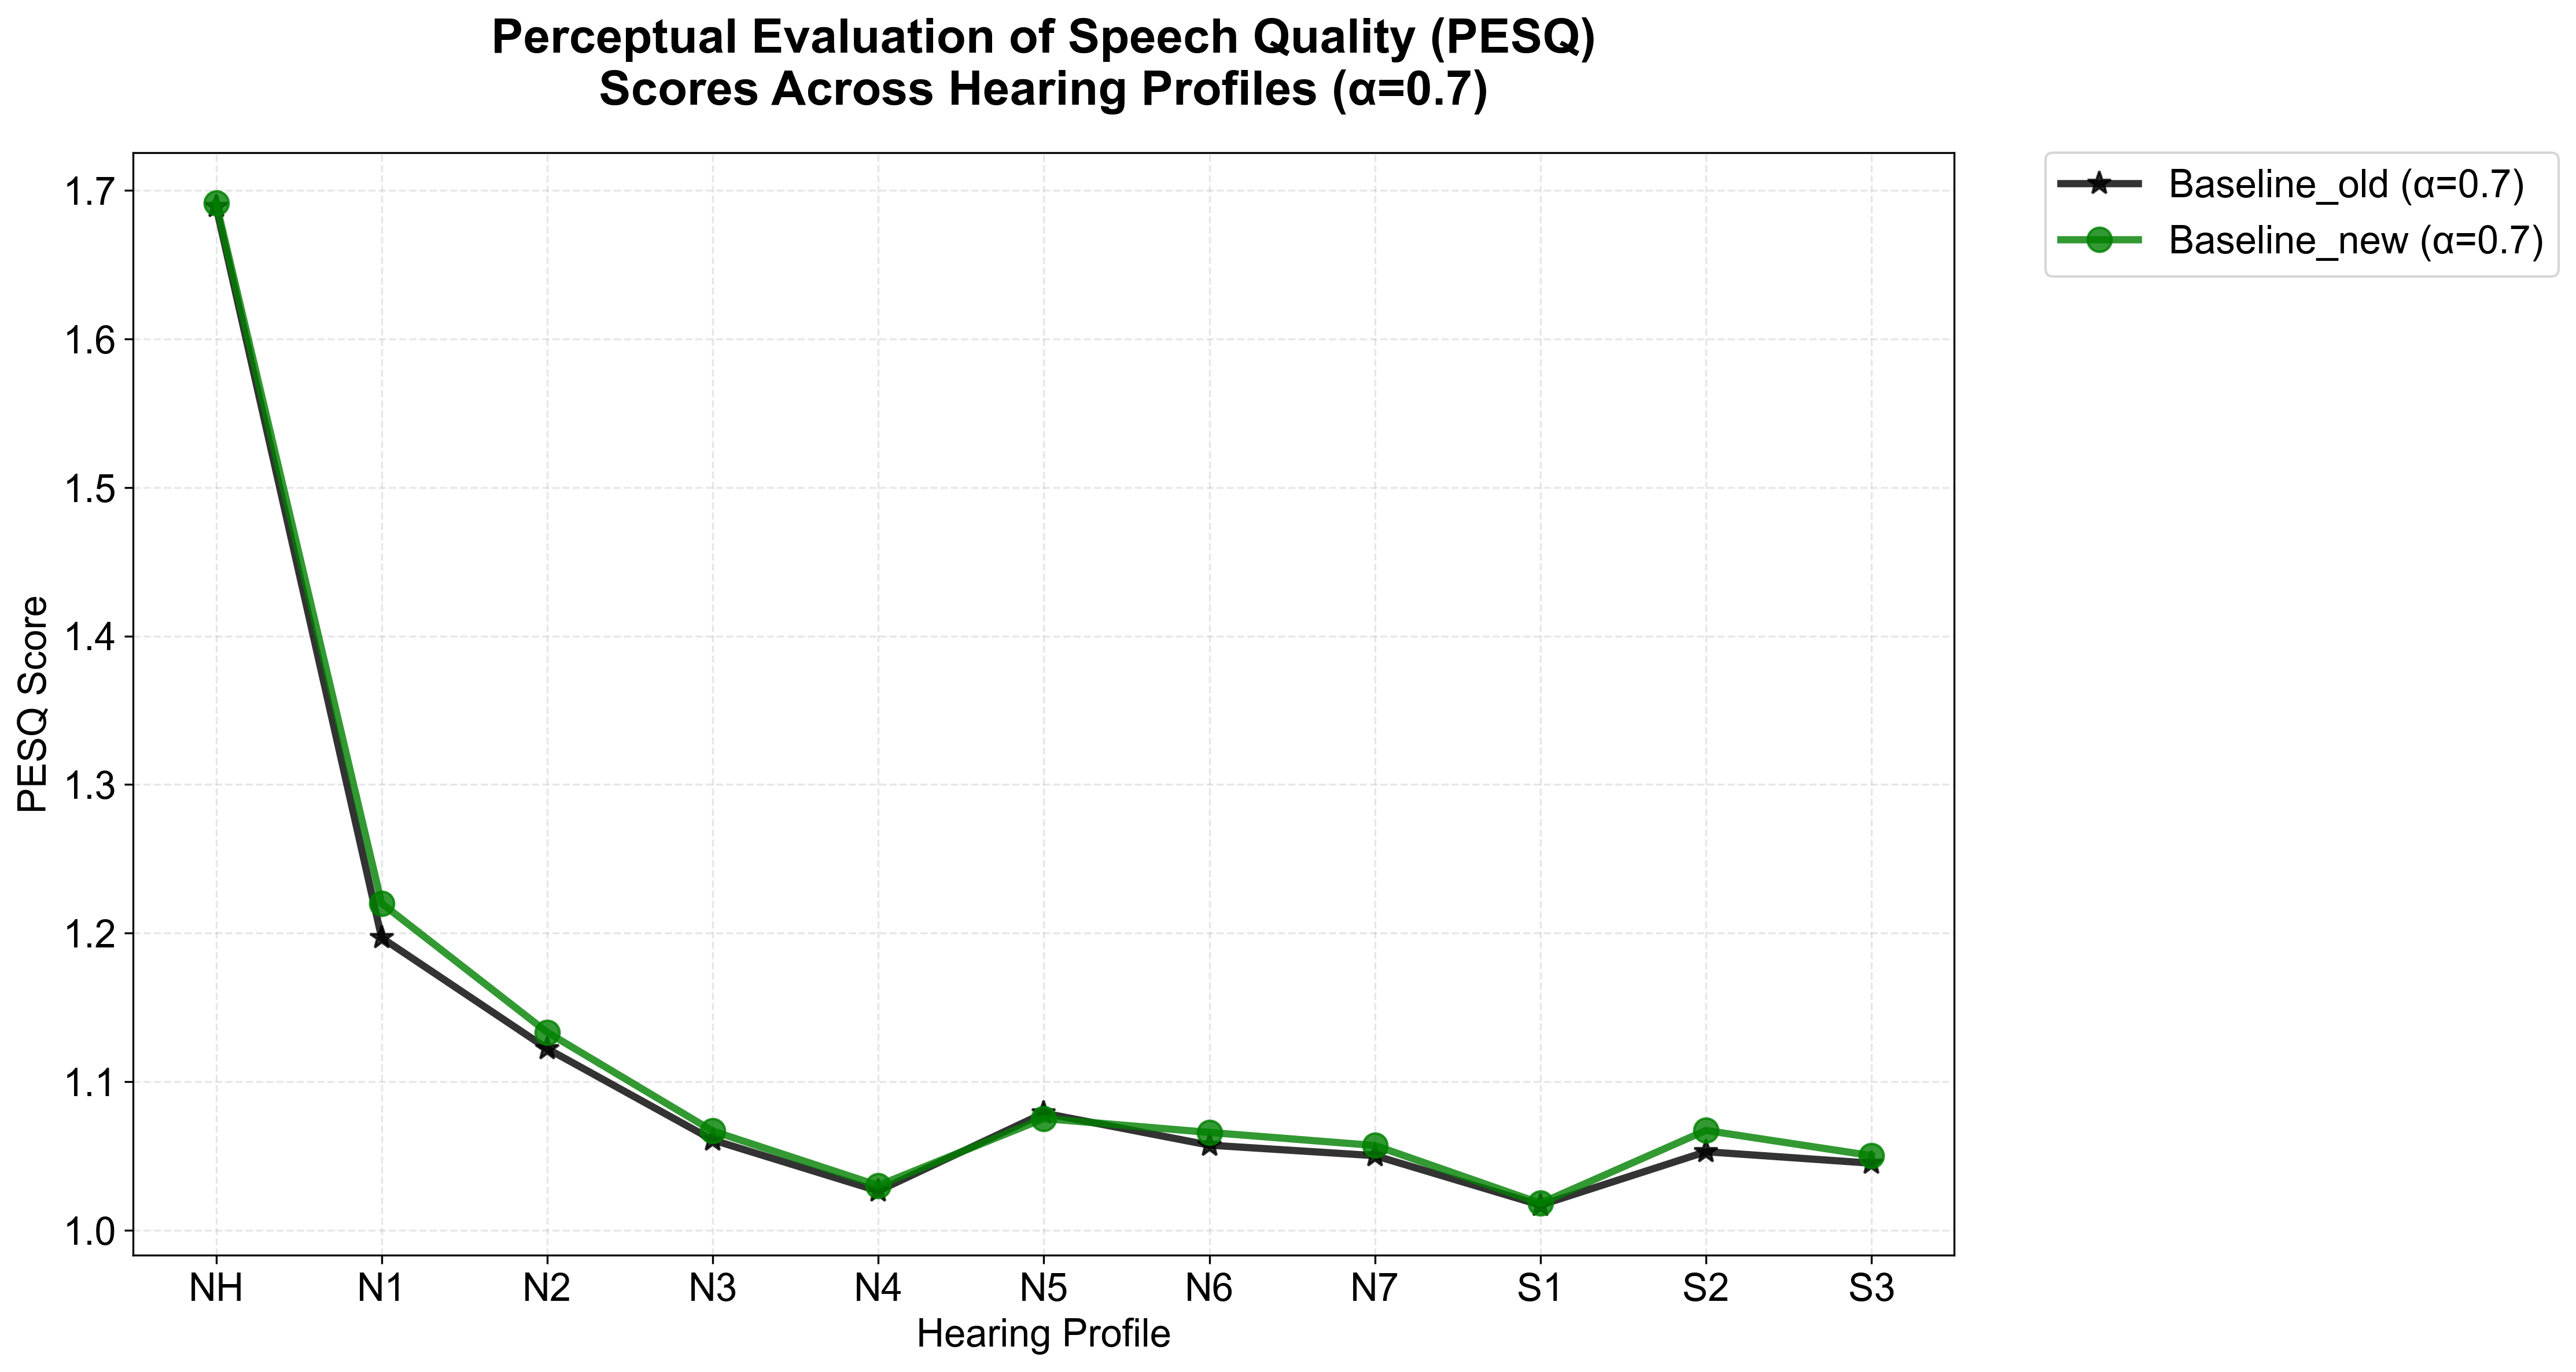 Perceptual Evaluation of Speech Quality (PESQ)
Scores Across Hearing Profiles (α=0.7)
Baseline_old (α=0.7)
Baseline_new (α=0.7)
PESQ Score
1.7
1.6
1.5
1.4
1.3
1.2
1.1
1.0
NH N1 N2 N3 N4 N5 N6 N7 S1 S2 S3
Hearing Profile